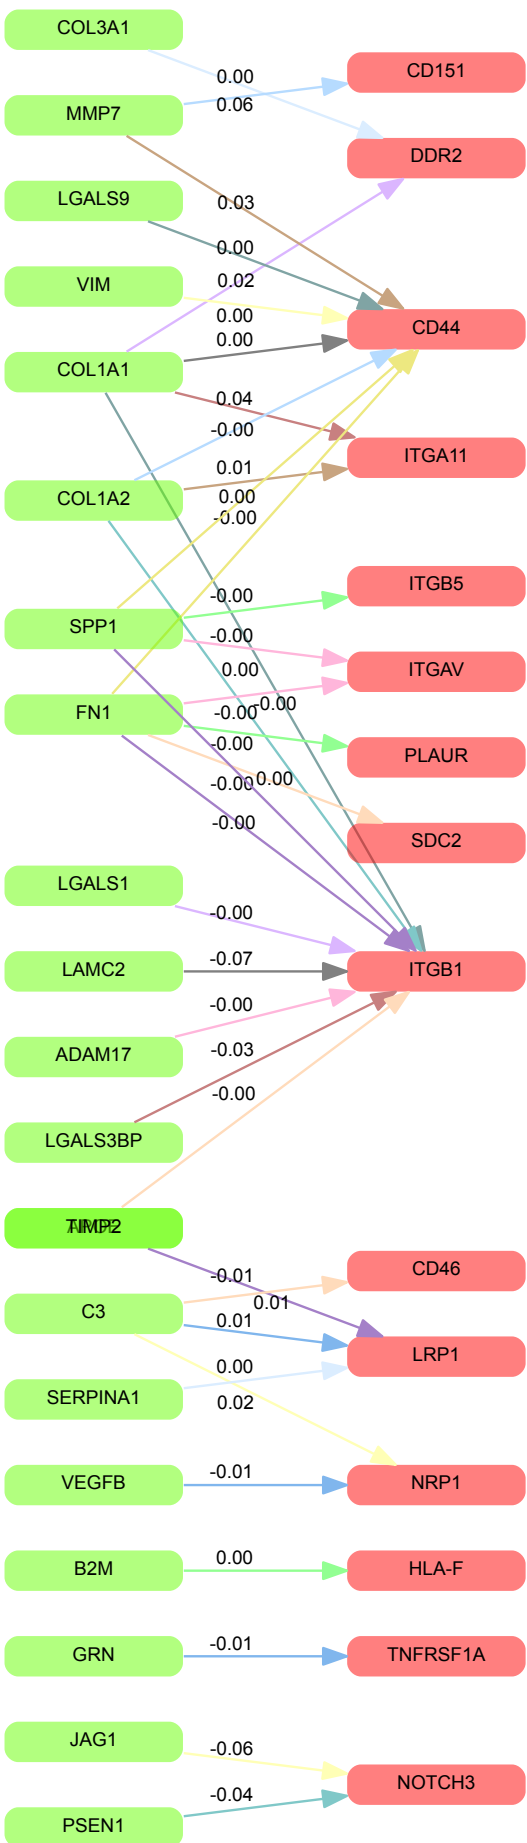 COL3A1
CD151
0.00
0.06
MMP7
DDR2
LGALS9
0.03
0.00
VIM
0.02
0.00
CD44
0.00
COL1A1
0.04
-0.00
ITGA11
0.01
COL1A2
0.00
-0.00
ITGB5
-0.00
SPP1
-0.00
ITGAV
0.00
-0.00
FN1
-0.00
-0.00
PLAUR
0.00
-0.00
-0.00
SDC2
LGALS1
-0.00
LAMC2
-0.07
ITGB1
-0.00
ADAM17
-0.03
-0.00
LGALS3BP
TIMP2
CD46
-0.01
0.01
C3
0.01
LRP1
0.00
SERPINA1
0.02
VEGFB
-0.01
NRP1
B2M
0.00
HLA-F
GRN
-0.01
TNFRSF1A
JAG1
-0.06
NOTCH3
-0.04
PSEN1